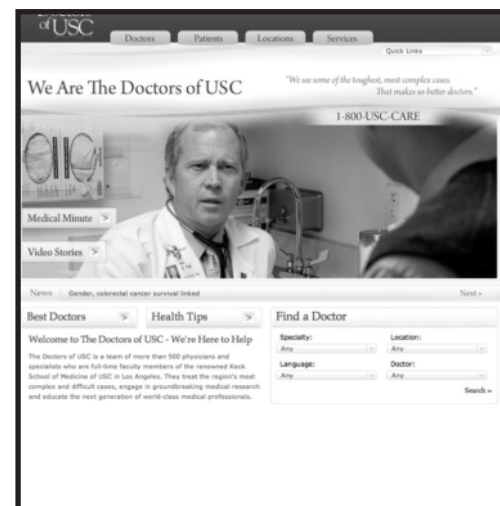 Doctors
of USC
Doctors
Patients
Locations
Services
Quick Links
We Are The Doctors of USC
"We see some of the toughest, most complex cases.
That makes us better doctors."
1-800-USC-CARE
Medical Minute >
Video Stories >
News
Gender, colorectal cancer survival linked
Next »
Best Doctors >
Health Tips >
Find a Doctor
Welcome to The Doctors of USC - We're Here to Help
The Doctors of USC is a team of more than 500 physicians and
specialists who are full-time faculty members of the renowned Keck
School of Medicine of USC in Los Angeles. They treat the region's most
complex and difficult cases, engage in groundbreaking medical research
and educate the next generation of world-class medical professionals.
Specialty:
Any
Location:
Any
Language:
Any
Doctor:
Any
Search »